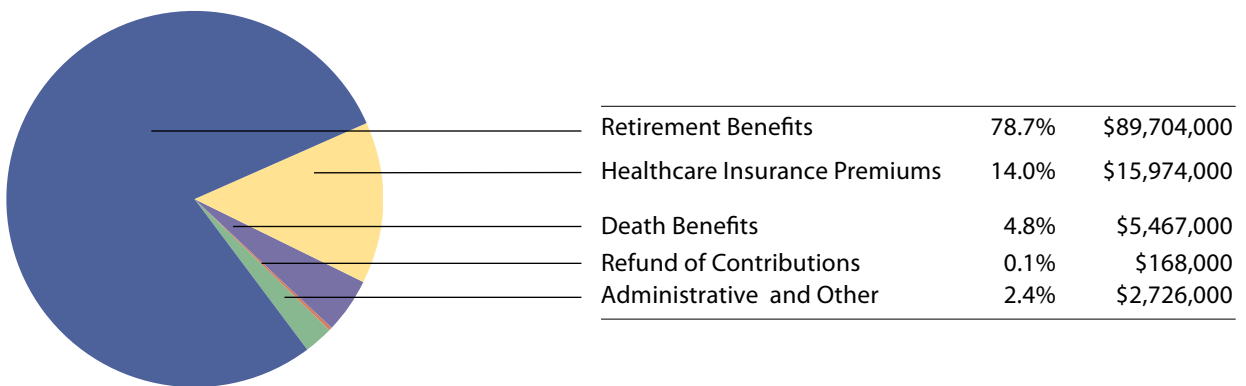 Retirement Benefits 78.7% $89,704,000
Healthcare Insurance Premiums 14.0% $15,974,000
Death Benefits 4.8% $5,467,000
Refund of Contributions 0.1% $168,000
Administrative and Other 2.4% $2,726,000